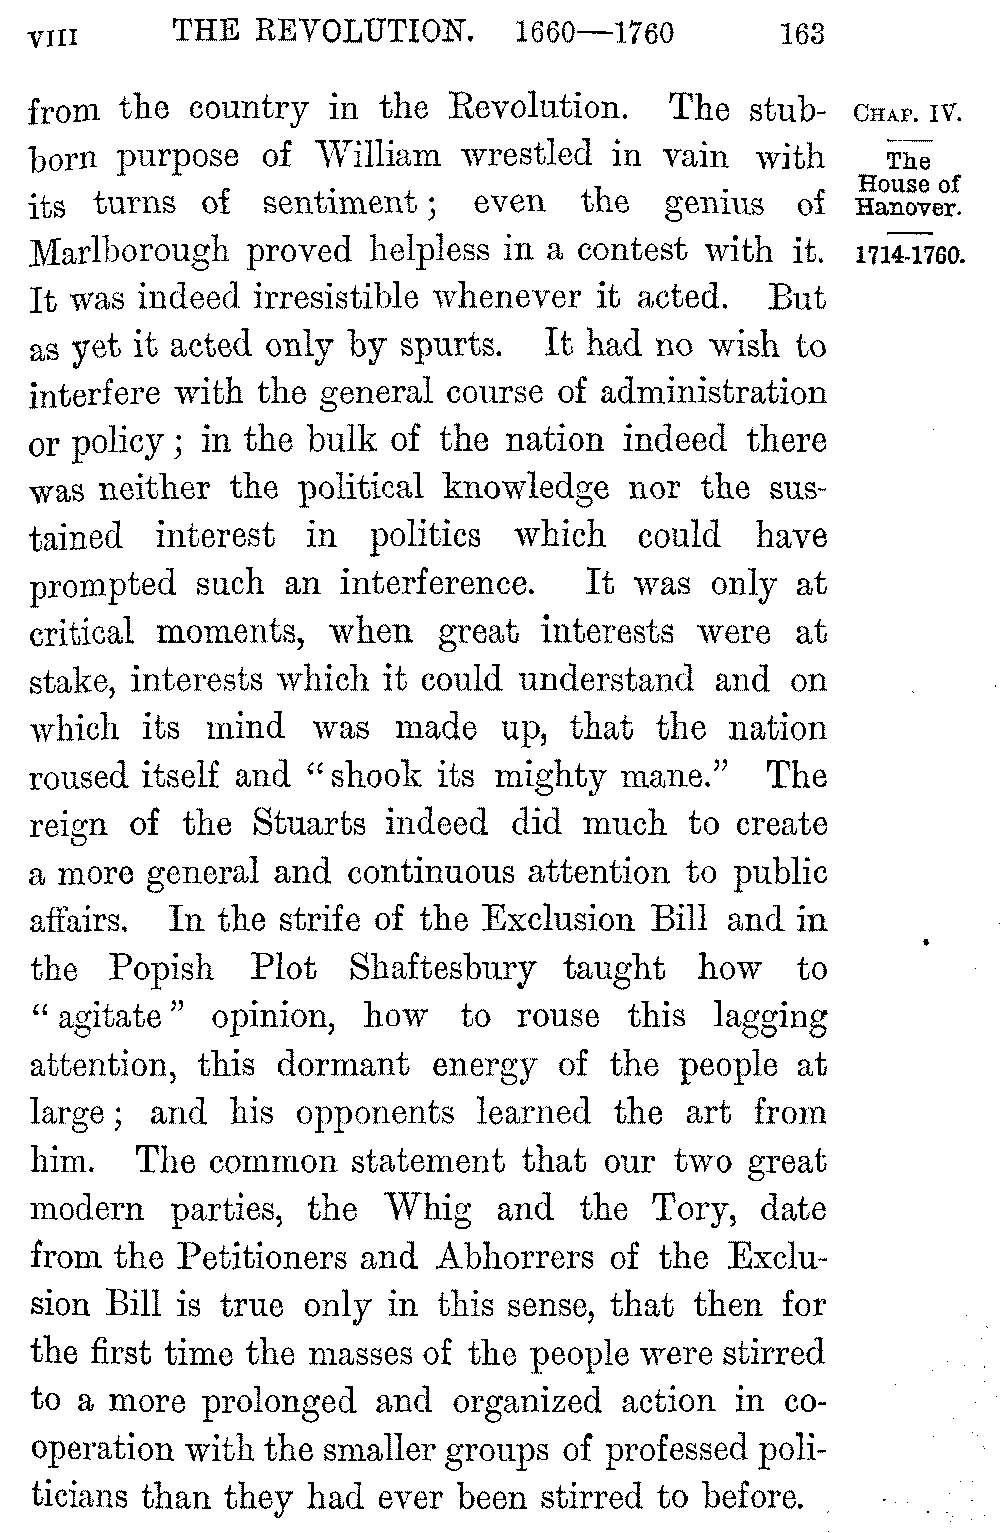 VIII THE REVOLUTION. 1660—1760 163
from the country in the Revolution. The stub-
born purpose of William wrestled in vain with
its turns of sentiment; even the genius of
Marlborough proved helpless in a contest with it.
It was indeed irresistible whenever it acted. But
as yet it acted only by spurts. It had no wish to
interfere with the general course of administration
or policy; in the bulk of the nation indeed there
was neither the political knowledge nor the sus-
tained interest in politics which could have
prompted such an interference. It was only at
critical moments, when great interests were at
stake, interests which it could understand and on
which its mind was made up, that the nation
roused itself and “shook its mighty mane.” The
reign of the Stuarts indeed did much to create
a more general and continuous attention to public
affairs. In the strife of the Exclusion Bill and in
the Popish Plot Shaftesbury taught how to
“agitate” opinion, how to rouse this lagging
attention, this dormant energy of the people at
large; and his opponents learned the art from
him. The common statement that our two great
modern parties, the Whig and the Tory, date
from the Petitioners and Abhorrers of the Exclu-
sion Bill is true only in this sense, that then for
the first time the masses of the people were stirred
to a more prolonged and organized action in co-
operation with the smaller groups of professed poli-
ticians than they had ever been stirred to before.
CHAP. IV.
The
House of
Hanover.
1714-1760.